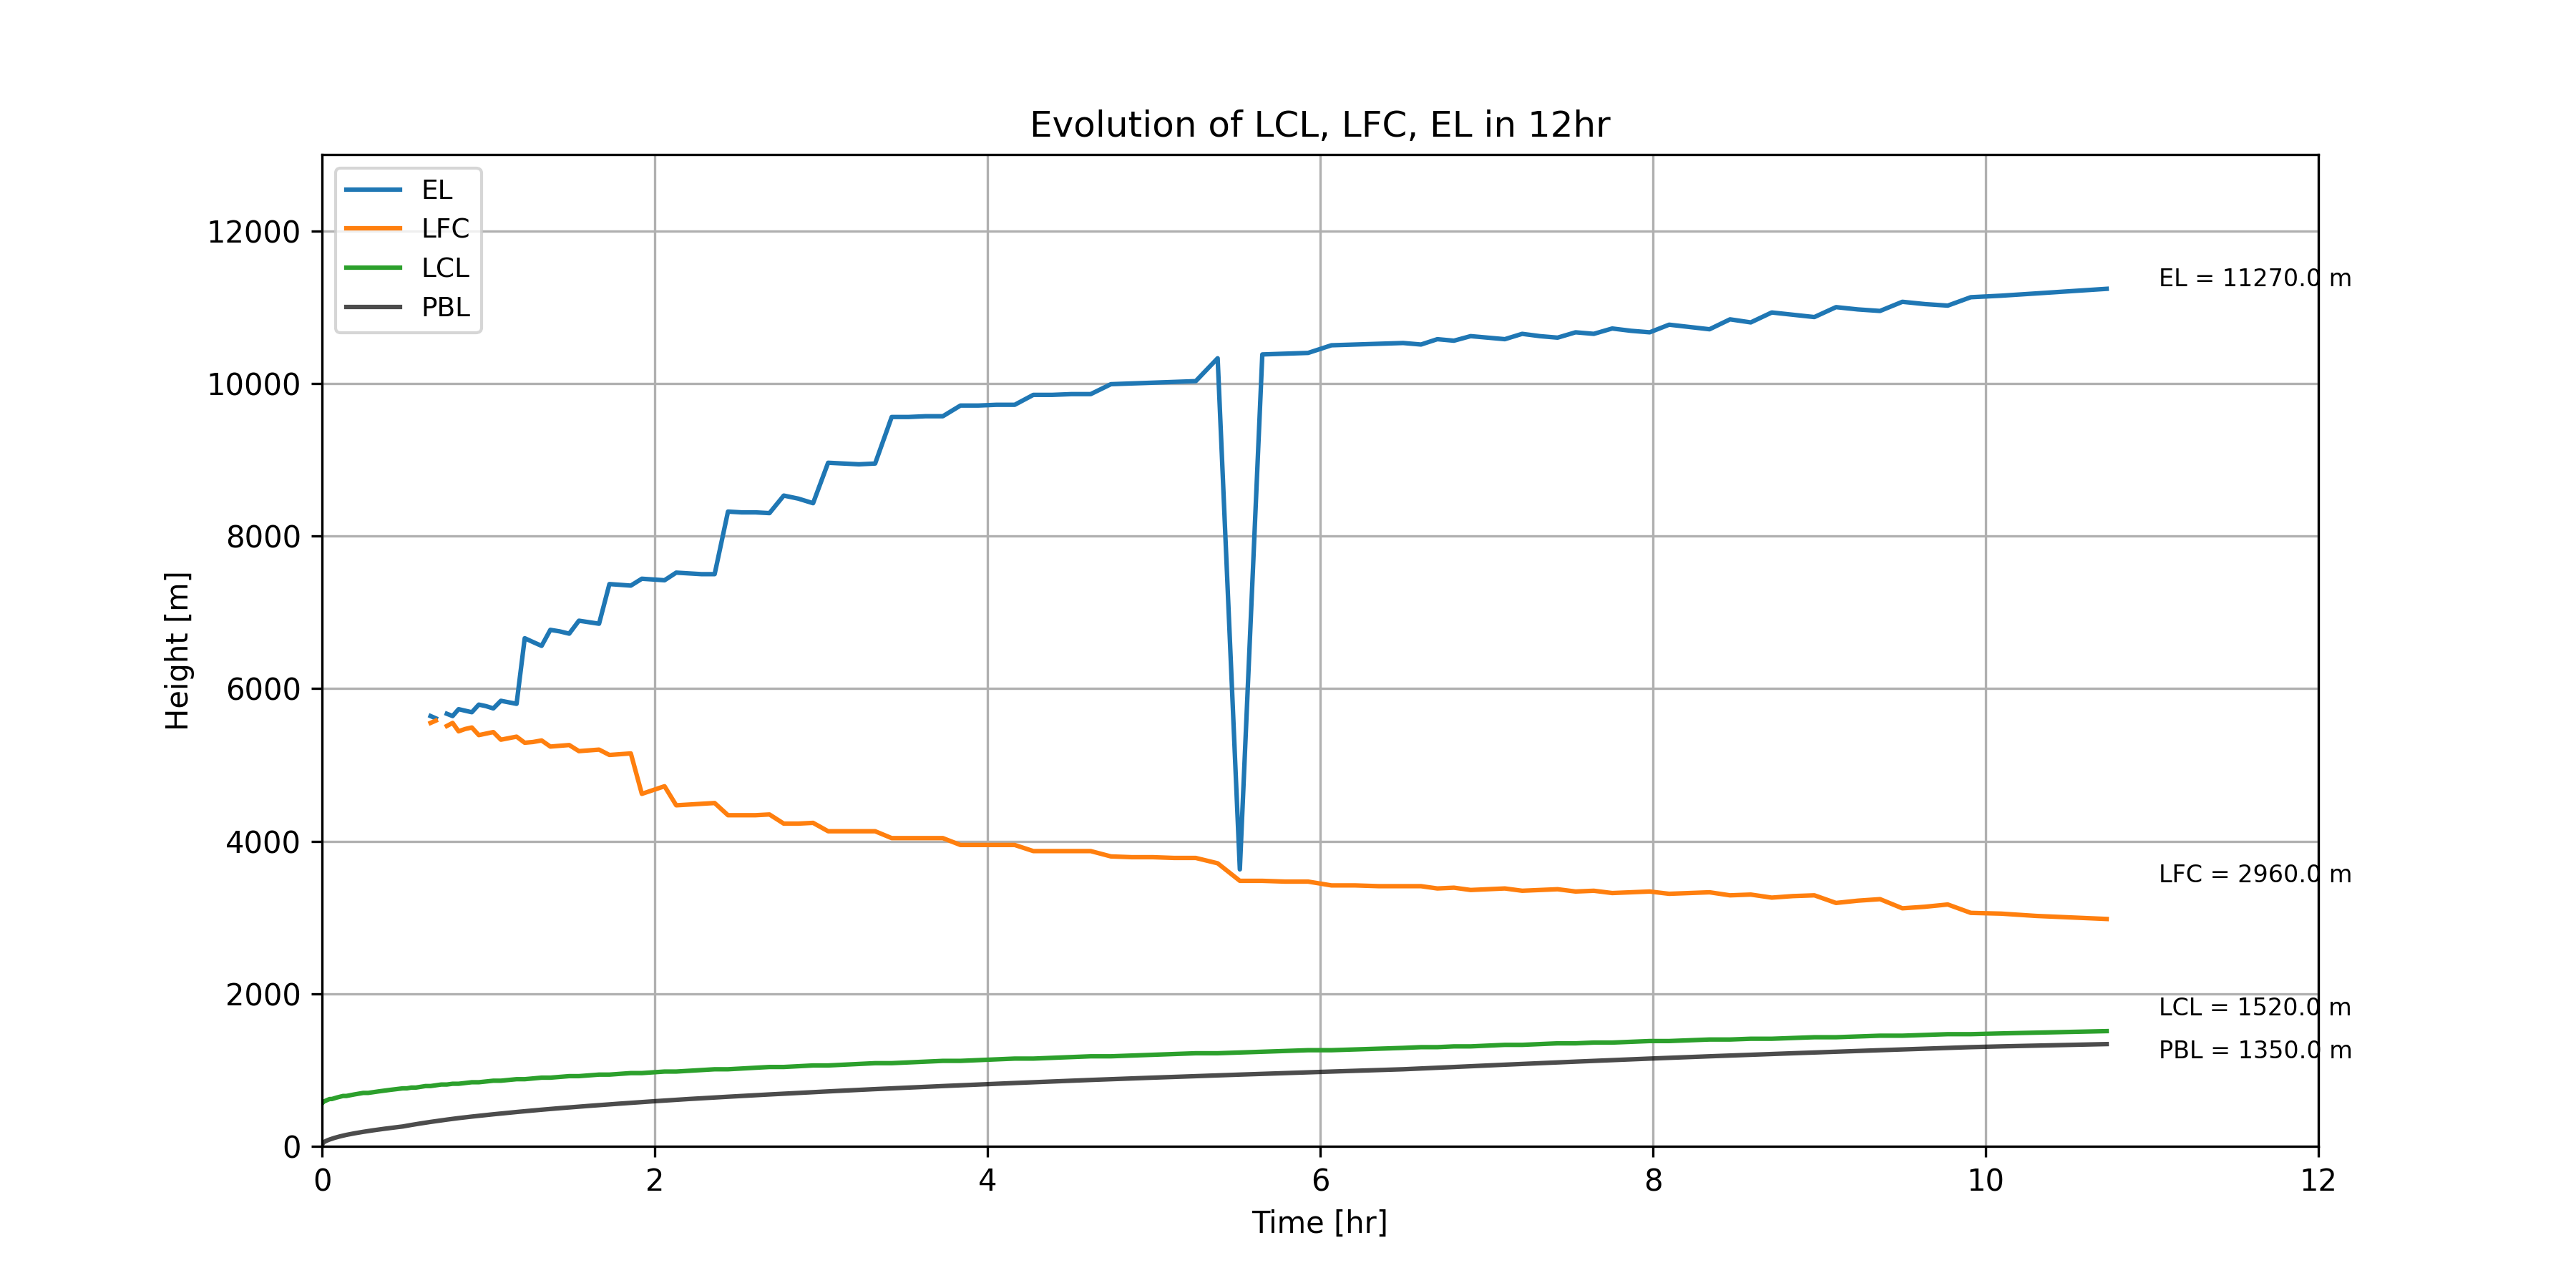 Evolution of LCL, LFC, EL in 12hr
EL
LFC
LCL
PBL
12000
10000
8000
6000
4000
2000
0
Height [m]
EL = 11270.0 m
LFC = 2960.0 m
LCL = 1520.0 m
PBL = 1350.0 m
0 2 4 6 8 10 12
Time [hr]